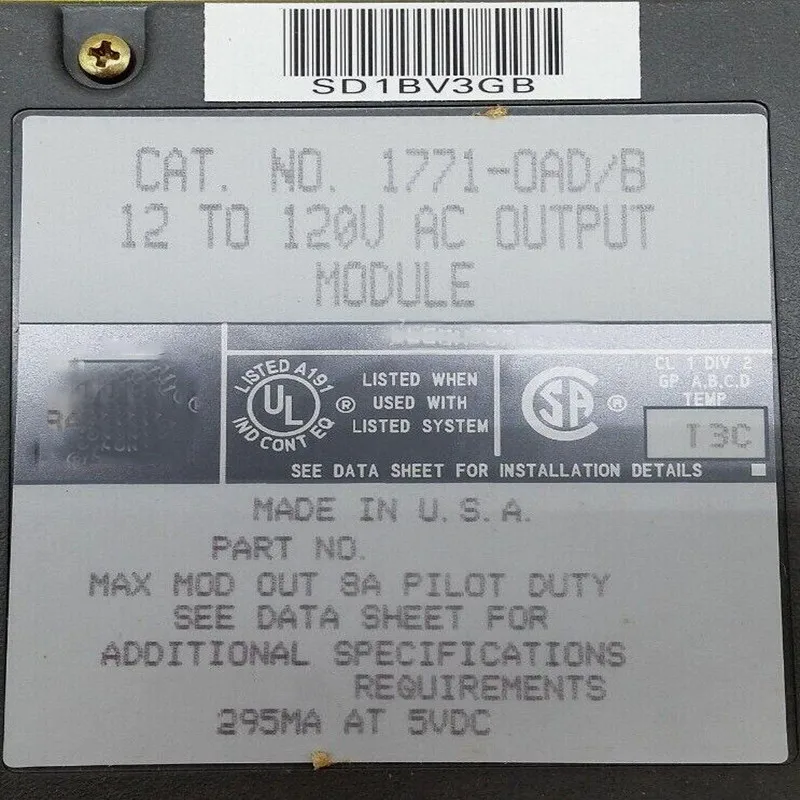 SD1BV3GB
CAT. NO. 1771-OAD/B
12 TO 120V AC OUTPUT
MODULE
LISTED A191
UL
IND CONT EQ
®
LISTED WHEN
USED WITH
LISTED SYSTEM
CSA
®
CL 1 DIV 2
GP A,B,C,D
TEMP
T3C
SEE DATA SHEET FOR INSTALLATION DETAILS
MADE IN U.S.A.
PART NO.
MAX MOD OUT 8A PILOT DUTY
SEE DATA SHEET FOR
ADDITIONAL SPECIFICATIONS
REQUIREMENTS
295MA AT 5VDC